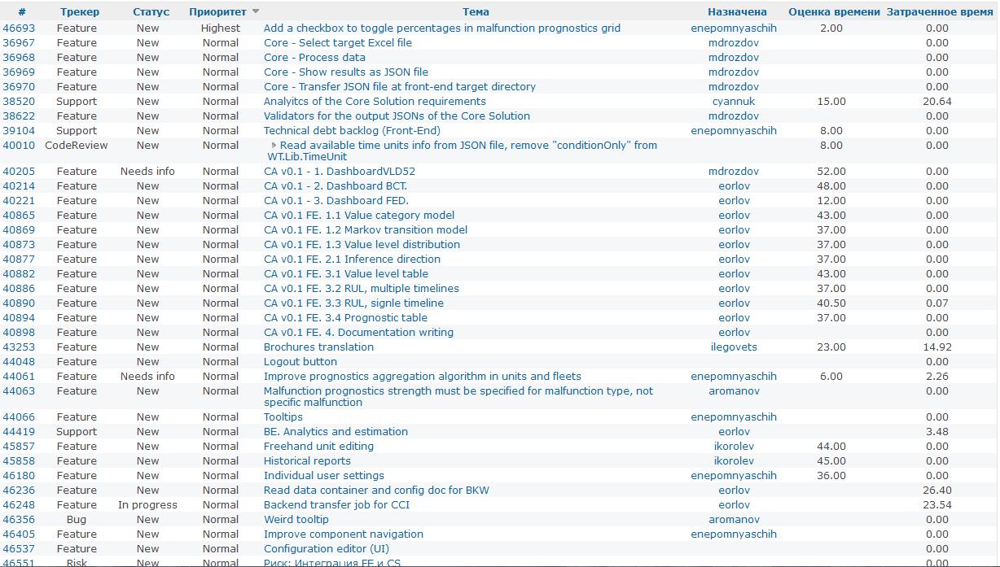 # Трекер Статус Приоритет Тема Назначена Оценка времени Затраченное время
46693 Feature New Highest Add a checkbox to toggle percentages in malfunction prognostics grid enepomnyaschih 2.00 0.00
36967 Feature New Normal Core - Select target Excel file mdrozdov 0.00
36968 Feature New Normal Core - Process data mdrozdov 0.00
36969 Feature New Normal Core - Show results as JSON file mdrozdov 0.00
36970 Feature New Normal Core - Transfer JSON file at front-end target directory mdrozdov 0.00
38520 Support New Normal Analyitcs of the Core Solution requirements cyannuk 15.00 20.64
38622 Feature New Normal Validators for the output JSONs of the Core Solution mdrozdov 0.00
39104 Support New Normal Technical debt backlog (Front-End) enepomnyaschih 8.00 0.00
40010 CodeReview New Normal Read available time units info from JSON file, remove "conditionOnly" from 8.00 0.00
WT.Lib.TimeUnit
40205 Feature Needs info Normal CA v0.1 - 1. DashboardVLD52 mdrozdov 52.00 0.00
40214 Feature New Normal CA v0.1 - 2. Dashboard BCT. eorlov 48.00 0.00
40221 Feature New Normal CA v0.1 - 3. Dashboard FED. eorlov 12.00 0.00
40865 Feature New Normal CA v0.1 FE. 1.1 Value category model eorlov 43.00 0.00
40869 Feature New Normal CA v0.1 FE. 1.2 Markov transition model eorlov 37.00 0.00
40873 Feature New Normal CA v0.1 FE. 1.3 Value level distribution eorlov 37.00 0.00
40877 Feature New Normal CA v0.1 FE. 2.1 Inference direction eorlov 37.00 0.00
40882 Feature New Normal CA v0.1 FE. 3.1 Value level table eorlov 43.00 0.00
40886 Feature New Normal CA v0.1 FE. 3.2 RUL, multiple timelines eorlov 37.00 0.00
40890 Feature New Normal CA v0.1 FE. 3.3 RUL, signle timeline eorlov 40.50 0.07
40894 Feature New Normal CA v0.1 FE. 3.4 Prognostic table eorlov 37.00 0.00
40898 Feature New Normal CA v0.1 FE. 4. Documentation writing eorlov 0.00
43253 Feature New Normal Brochures translation ilegovets 23.00 14.92
44048 Feature New Normal Logout button 0.00
44061 Feature Needs info Normal Improve prognostics aggregation algorithm in units and fleets enepomnyaschih 6.00 2.26
44063 Feature New Normal Malfunction prognostics strength must be specified for malfunction type, not aromanov 0.00
specific malfunction
44066 Feature New Normal Tooltips enepomnyaschih 0.00
44419 Support New Normal BE. Analytics and estimation eorlov 3.48
45857 Feature New Normal Freehand unit editing ikorolev 44.00 0.00
45858 Feature New Normal Historical reports ikorolev 45.00 0.00
46180 Feature New Normal Individual user settings enepomnyaschih 36.00 0.00
46236 Feature New Normal Read data container and config doc for BKW eorlov 26.40
46248 Feature In progress Normal Backend transfer job for CCI eorlov 23.54
46356 Bug New Normal Weird tooltip aromanov 0.00
46405 Feature New Normal Improve component navigation enepomnyaschih 0.00
46537 Feature New Normal Configuration editor (UI) 0.00
46551 Risk New Normal Риск: Интеграция FE и CS 0.00